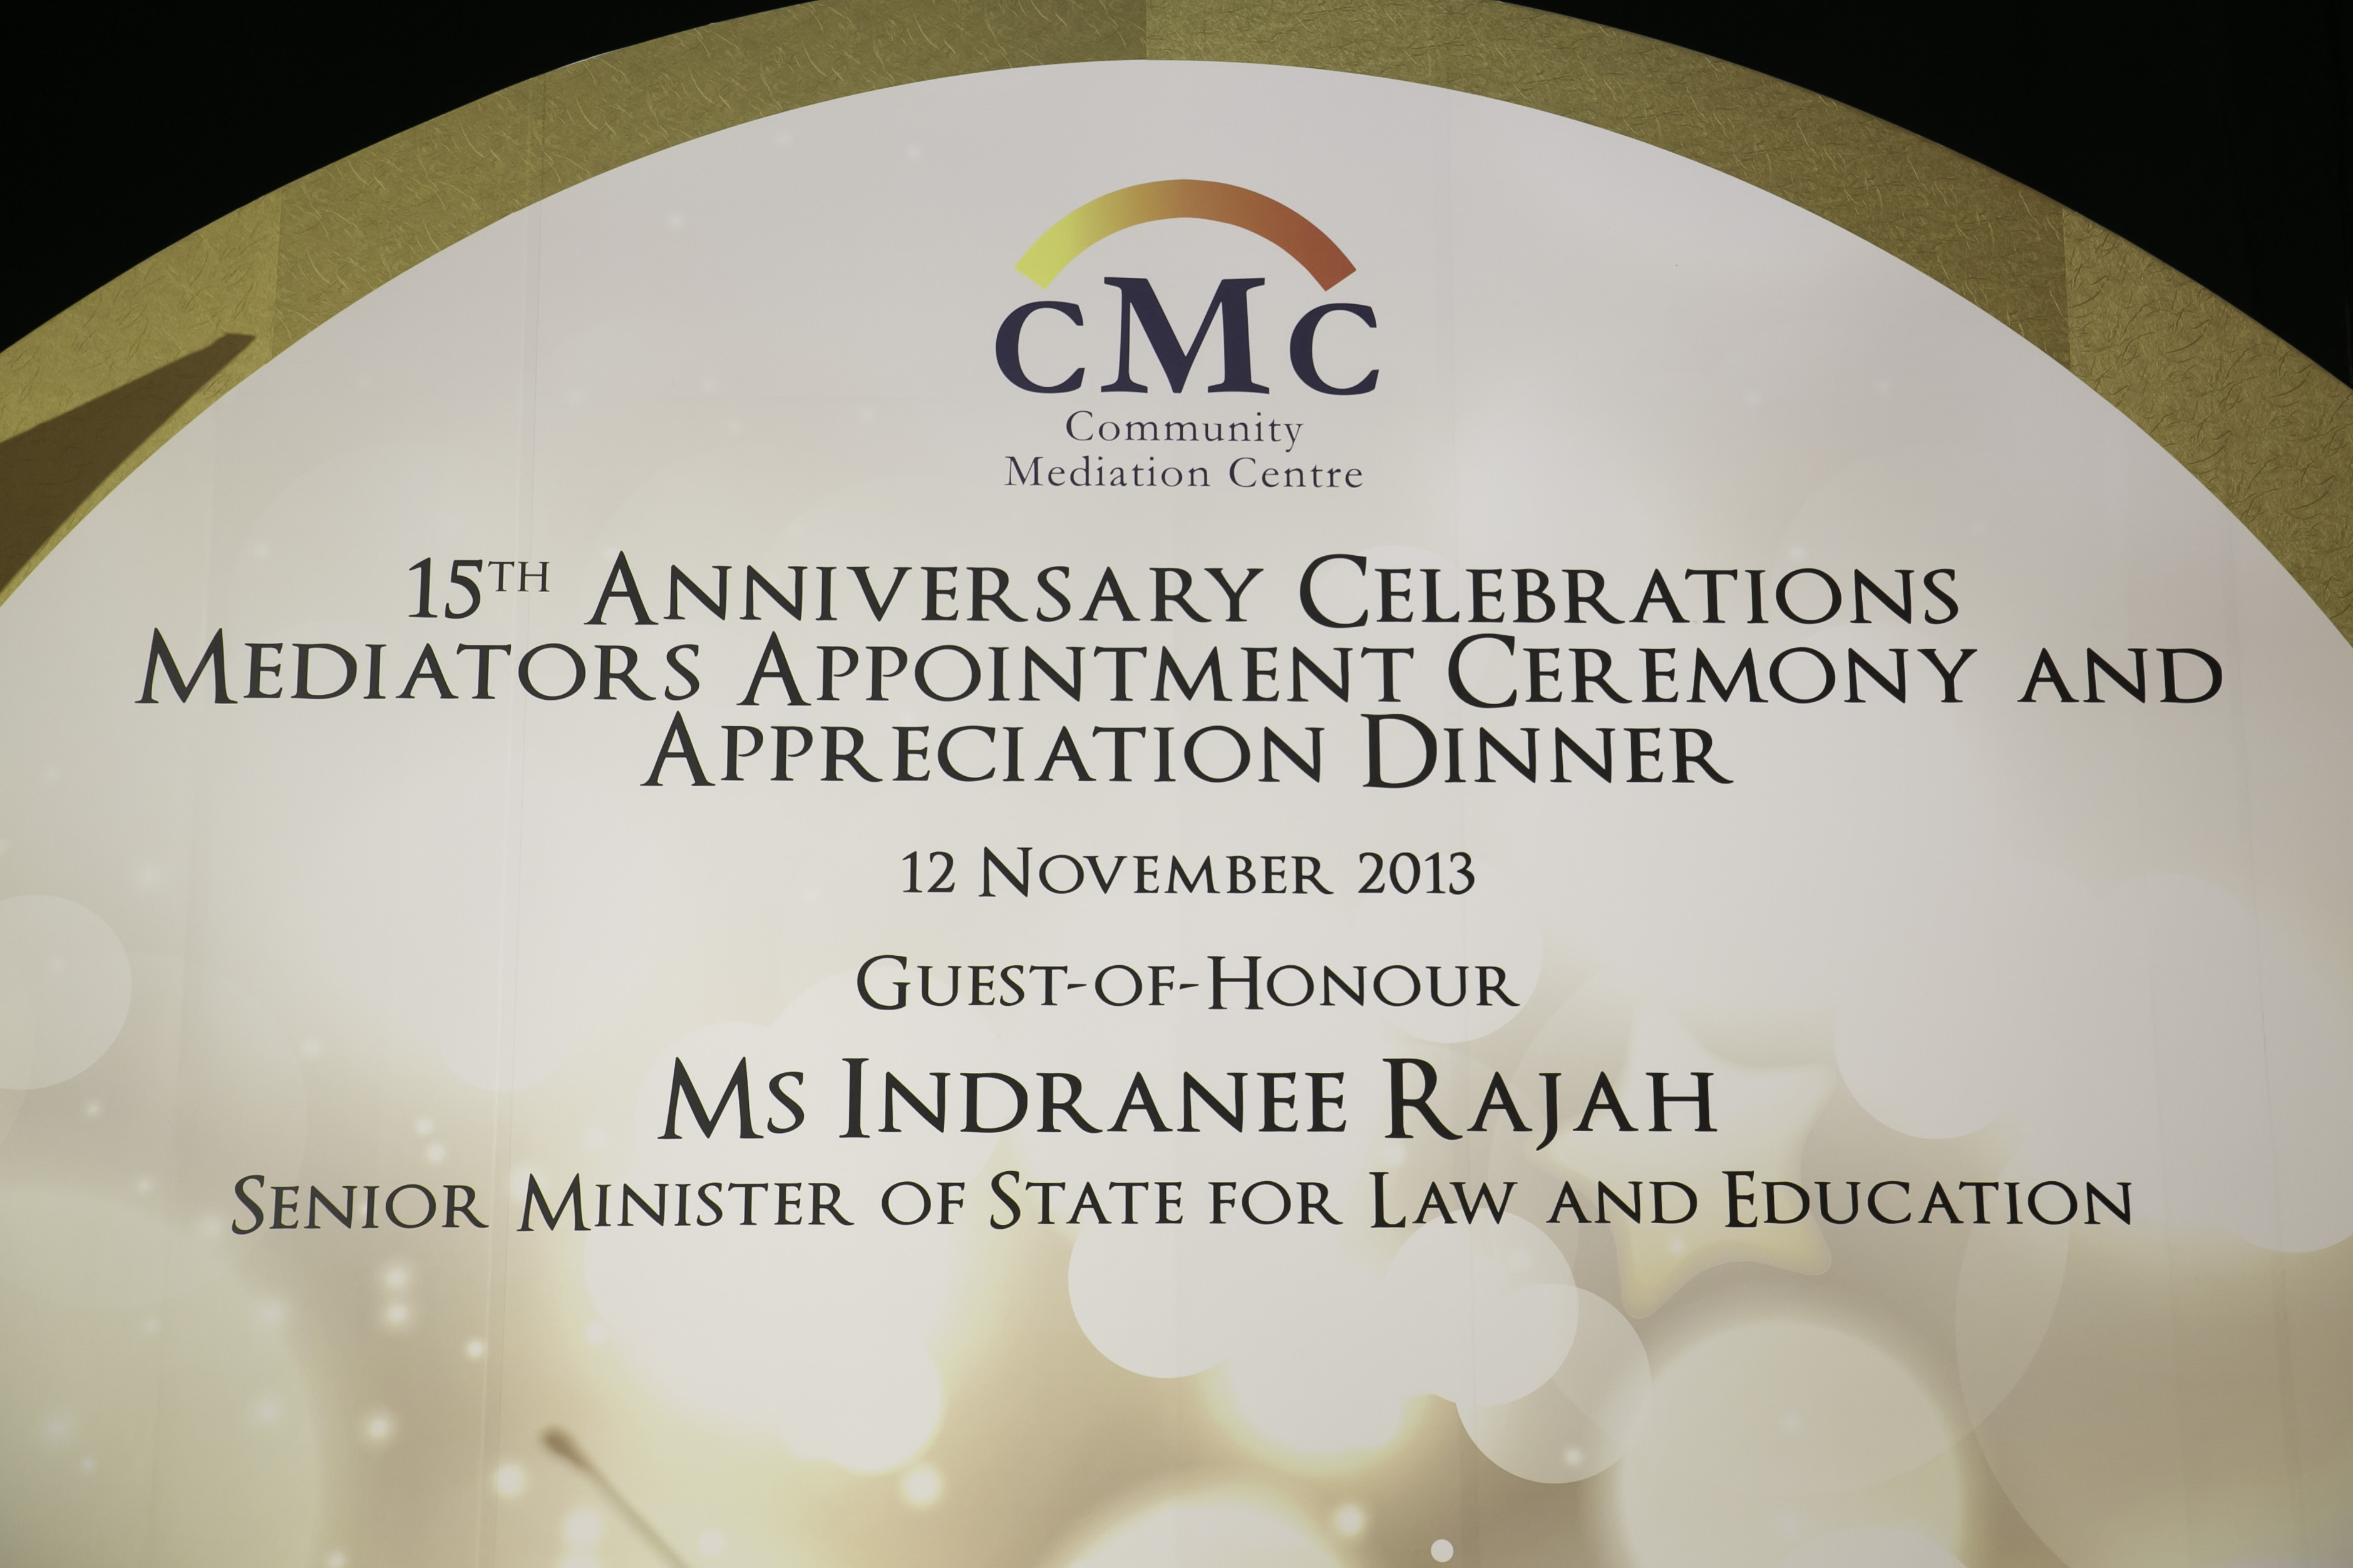 CMC
Community
Mediation Centre
15TH ANNIVERSARY CELEBRATIONS
MEDIATORS APPOINTMENT CEREMONY AND
APPRECIATION DINNER
12 NOVEMBER 2013
GUEST-OF-HONOUR
MS INDRANEE RAJAH
SENIOR MINISTER OF STATE FOR LAW AND EDUCATION